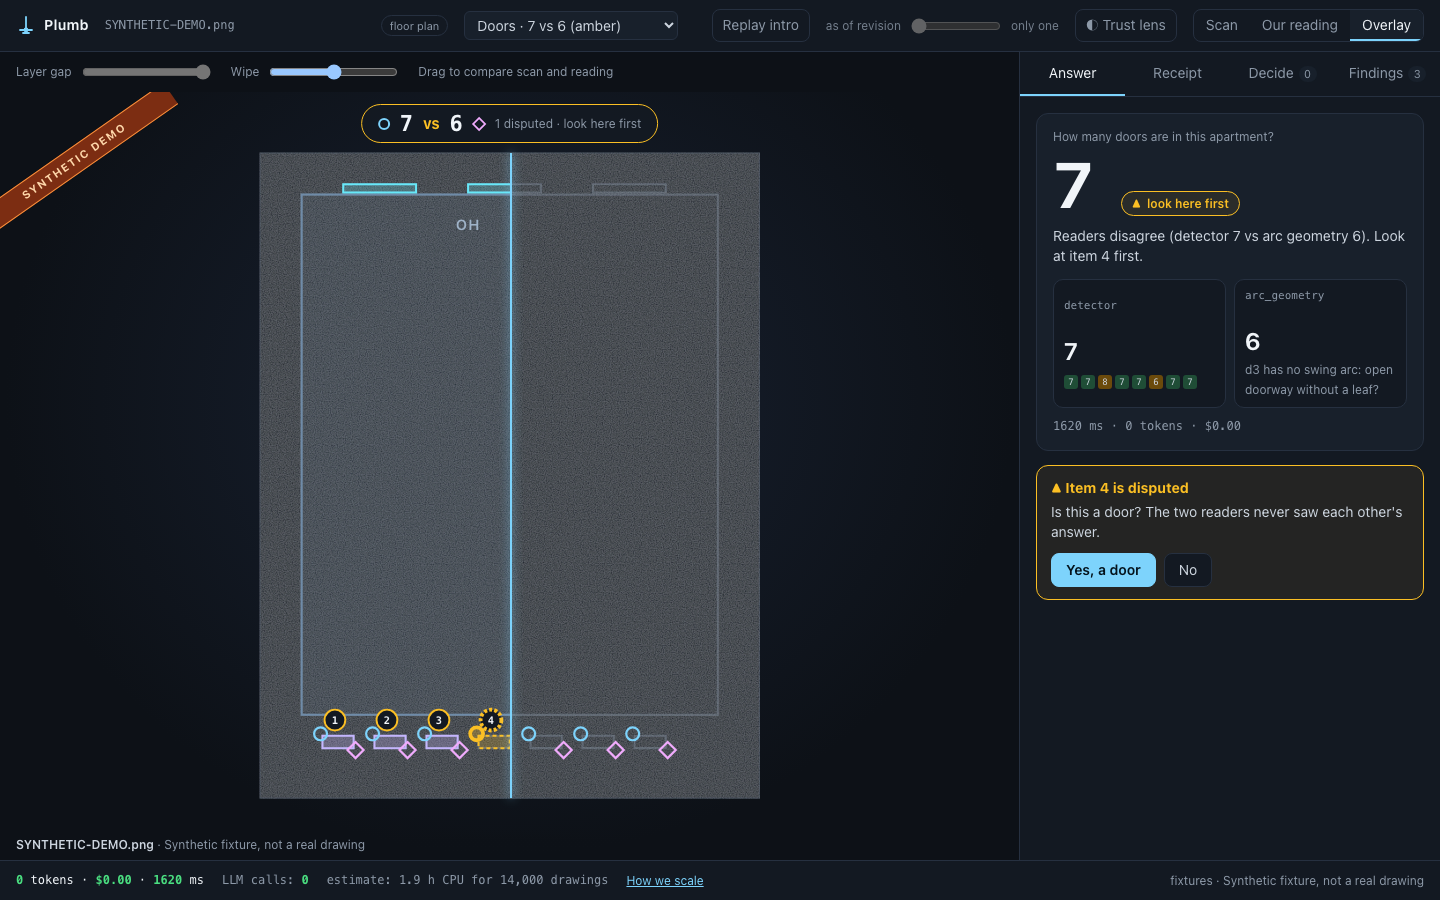 Plumb SYNTHETIC-DEMO.png floor plan Doors · 7 vs 6 (amber) Replay intro as of revision only one Trust lens Scan Our reading Overlay
Layer gap Wipe Drag to compare scan and reading
Answer Receipt Decide 0 Findings 3
SYNTHETIC DEMO
7 vs 6 1 disputed · look here first
OH
1 2 3 4
SYNTHETIC-DEMO.png · Synthetic fixture, not a real drawing
How many doors are in this apartment?
7 look here first
Readers disagree (detector 7 vs arc geometry 6). Look
at item 4 first.
detector
7
7 7 8 7 7 6 7 7
arc_geometry
6
d3 has no swing arc: open
doorway without a leaf?
1620 ms · 0 tokens · $0.00
Item 4 is disputed
Is this a door? The two readers never saw each other's
answer.
Yes, a door No
0 tokens · $0.00 · 1620 ms LLM calls: 0 estimate: 1.9 h CPU for 14,000 drawings How we scale fixtures · Synthetic fixture, not a real drawing